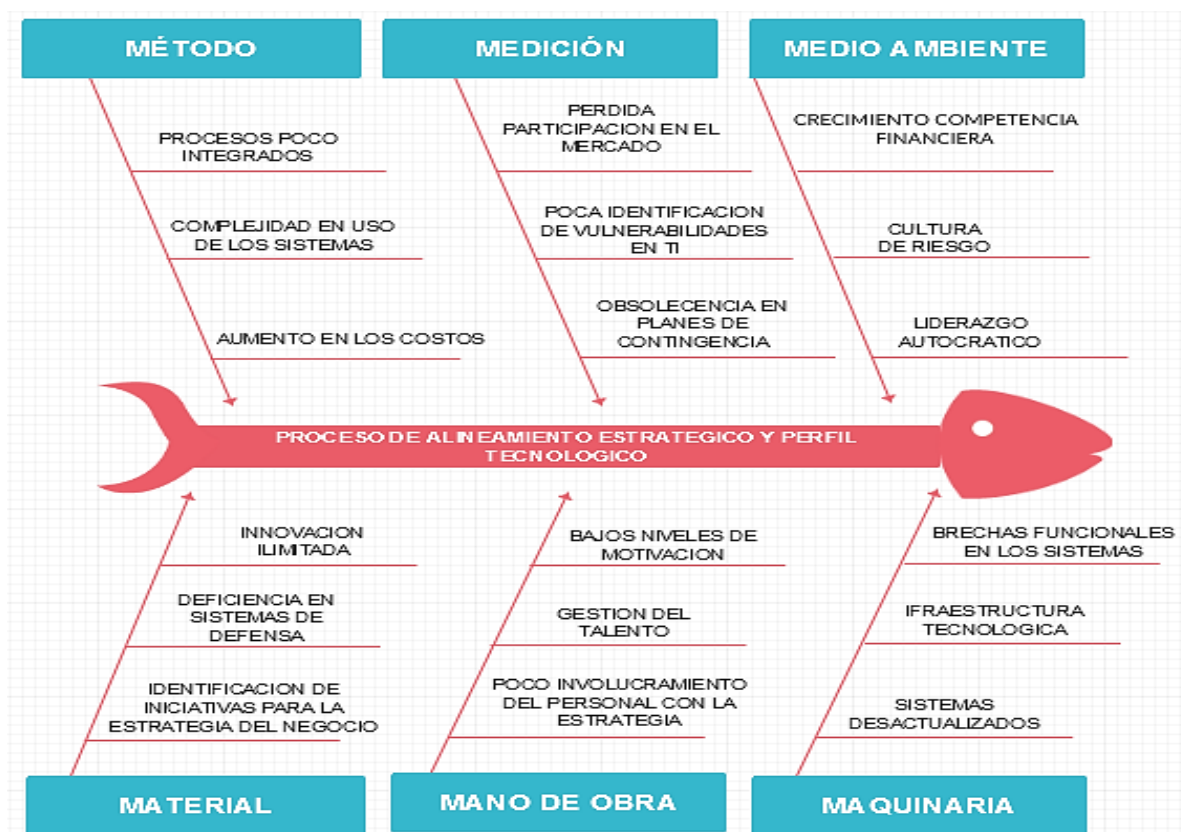 MÉTODO
MEDICIÓN
MEDIO AMBIENTE
PROCESOS POCO
INTEGRADOS
COMPLEJIDAD EN USO
DE LOS SISTEMAS
AUMENTO EN LOS COSTOS
PERDIDA
PARTICIPACION EN EL
MERCADO
POCA IDENTIFICACION
DE VULNERABILIDADES
EN TI
OBSOLECENCIA EN
PLANES DE
CONTINGENCIA
CRECIMIENTO COMPETENCIA
FINANCIERA
CULTURA
DE RIESGO
LIDERAZGO
AUTOCRATICO
PROCESO DE ALINEAMIENTO ESTRATEGICO Y PERFIL
TECNOLOGICO
INNOVACION
ILIMITADA
DEFICIENCIA EN
SISTEMAS DE
DEFENSA
IDENTIFICACION DE
INICIATIVAS PARA LA
ESTRATEGIA DEL NEGOCIO
BAJOS NIVELES DE
MOTIVACION
GESTION DEL
TALENTO
POCO INVOLUCRAMIENTO
DEL PERSONAL CON LA
ESTRATEGIA
BRECHAS FUNCIONALES
EN LOS SISTEMAS
IFRAESTRUCTURA
TECNOLOGICA
SISTEMAS
DESACTUALIZADOS
MATERIAL
MANO DE OBRA
MAQUINARIA